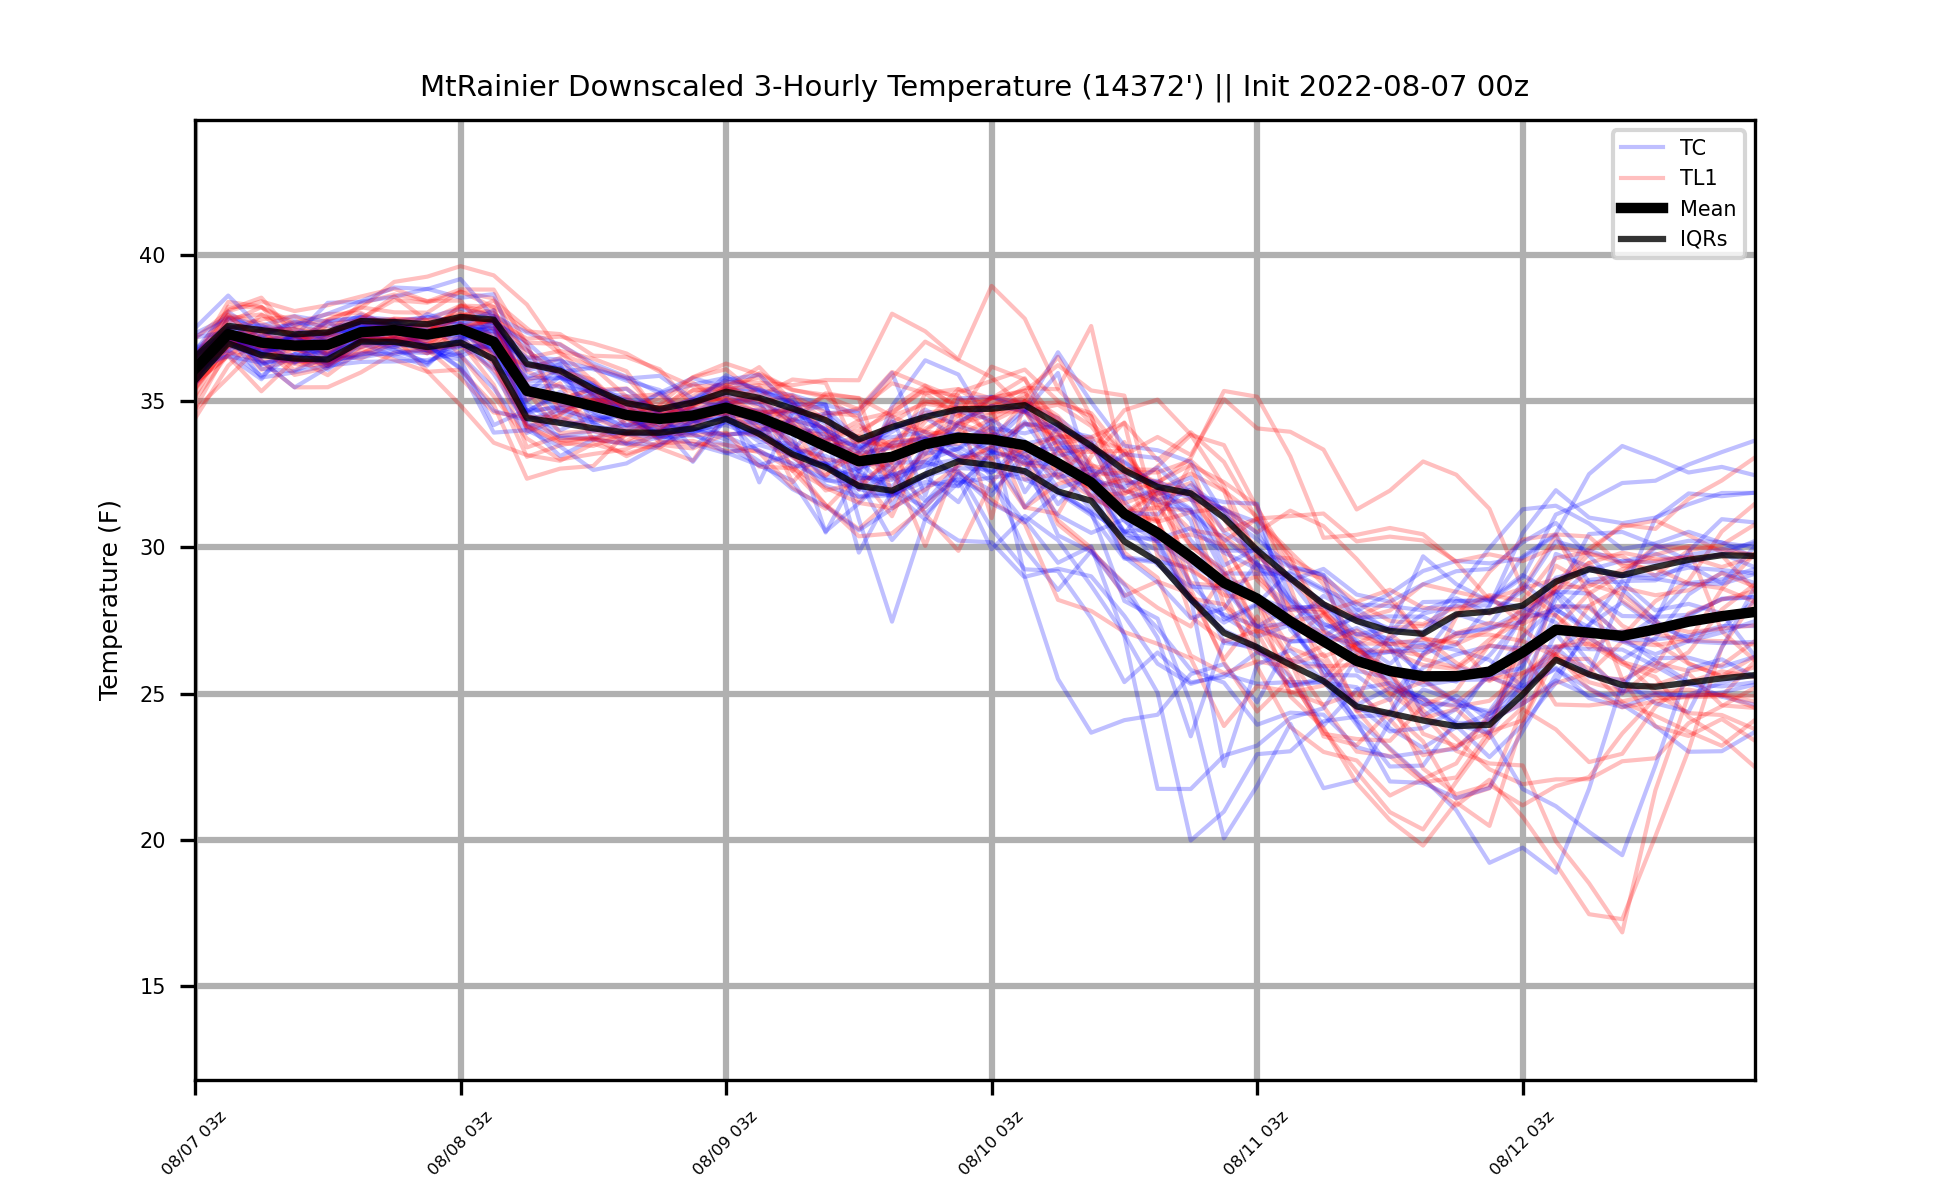 MtRainier Downscaled 3-Hourly Temperature (14372') || Init 2022-08-07 00z
TC
TL1
Mean
IQRs
Temperature (F)
40
35
30
25
20
15
08/07 03z
08/08 03z
08/09 03z
08/10 03z
08/11 03z
08/12 03z